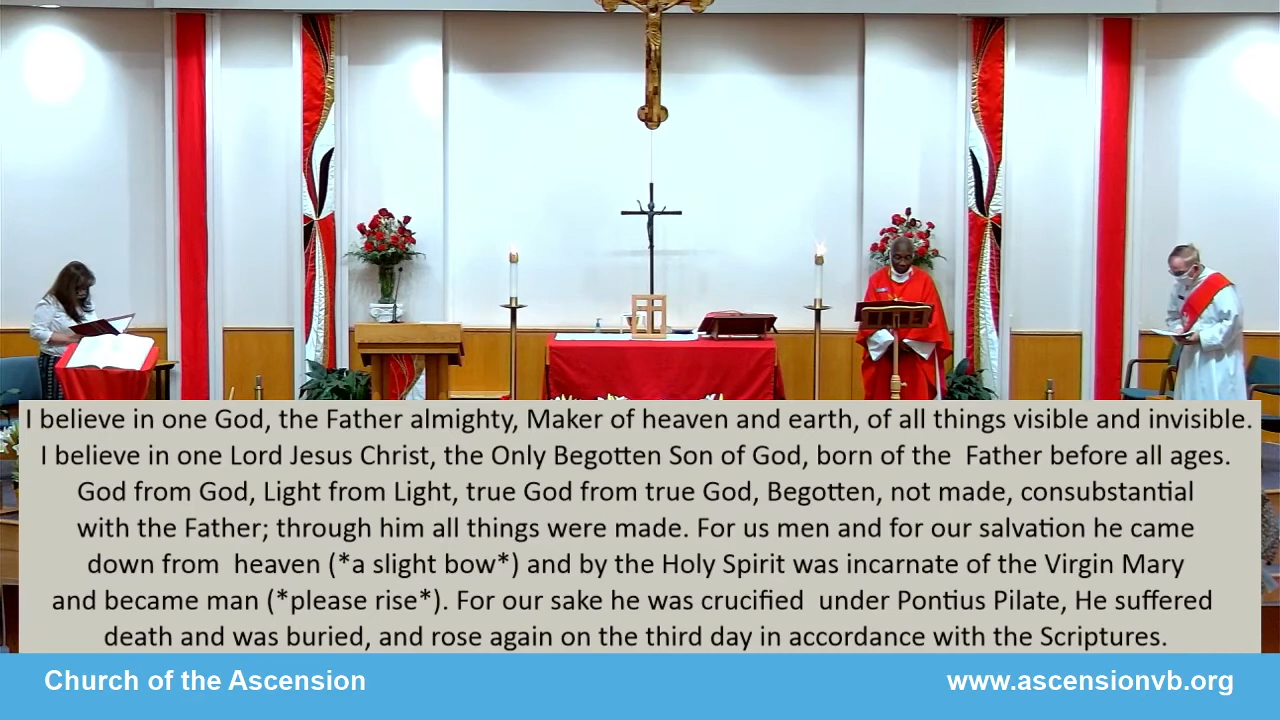 I believe in one God, the Father almighty, Maker of heaven and earth, of all things visible and invisible.
I believe in one Lord Jesus Christ, the Only Begotten Son of God, born of the  Father before all ages.
God from God, Light from Light, true God from true God, Begotten, not made, consubstantial
with the Father; through him all things were made. For us men and for our salvation he came
down from  heaven (*a slight bow*) and by the Holy Spirit was incarnate of the Virgin Mary
and became man (*please rise*). For our sake he was crucified  under Pontius Pilate, He suffered
death and was buried, and rose again on the third day in accordance with the Scriptures.
Church of the Ascension
www.ascensionvb.org